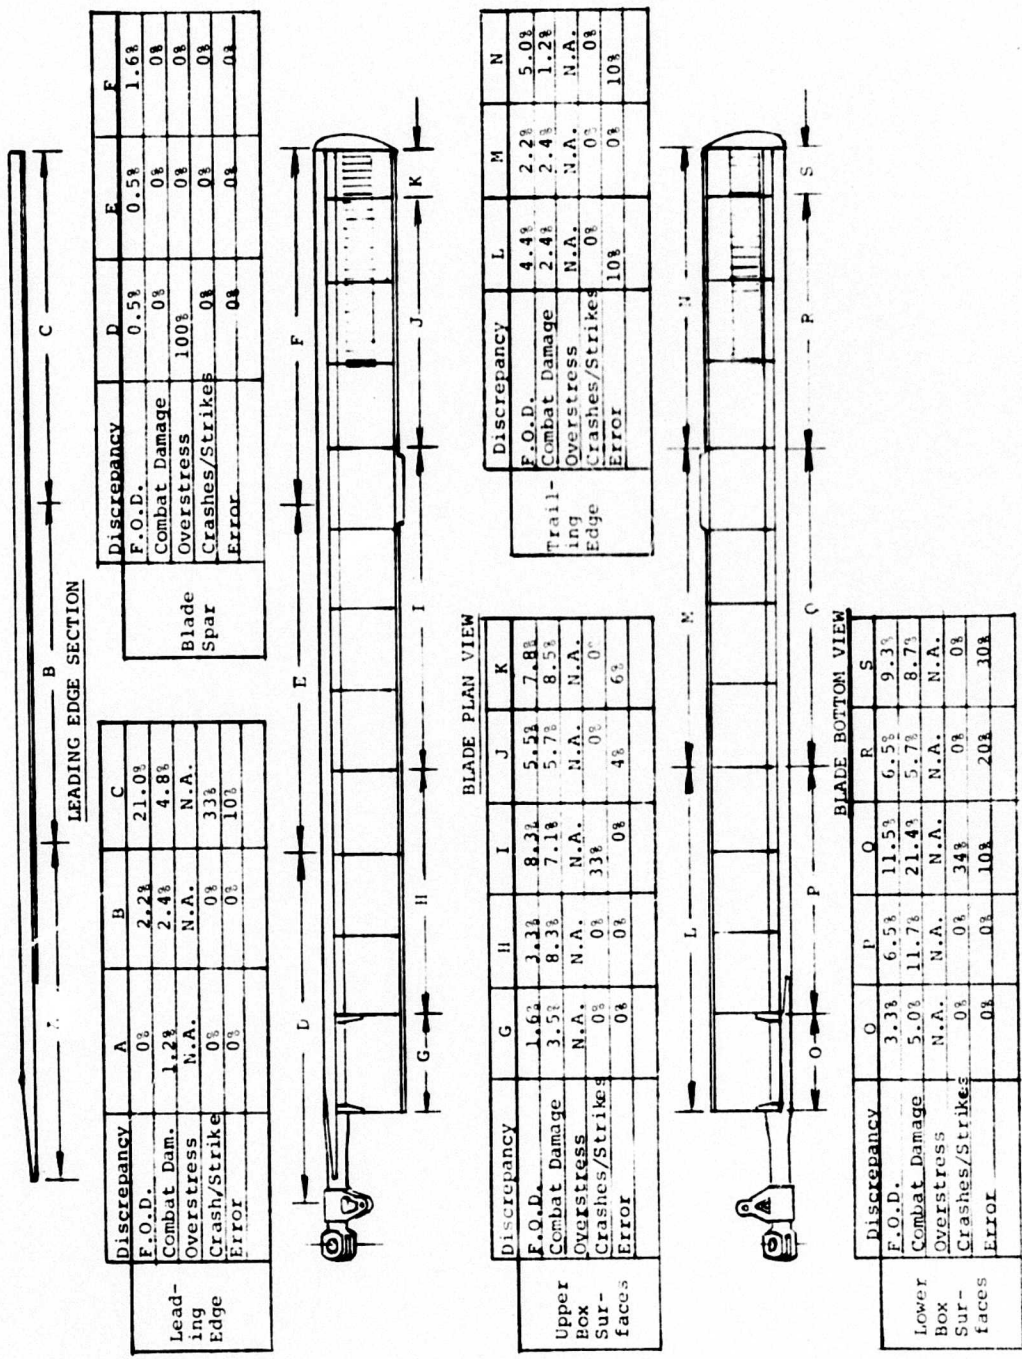 A B C
LEADING EDGE SECTION
Lead-
ing
Edge
Discrepancy A B C
F.O.D. 0% 2.2% 21.0%
Combat Dam. 1.2% 2.4% 4.8%
Overstress N.A. N.A. N.A.
Crash/Strike 0% 0% 33%
Error 0% 0% 10%
Blade
Spar
Discrepancy D E F
F.O.D. 0.5% 0.5% 1.6%
Combat Damage 0% 0% 0%
Overstress 100% 0% 0%
Crashes/Strikes 0% 0% 0%
Error 0% 0% 0%
D E F
G H I J K
BLADE PLAN VIEW
Upper
Box
Sur-
faces
Discrepancy G H I J K
F.O.D. 1.6% 3.3% 8.3% 5.5% 7.8%
Combat Damage 3.5% 8.3% 7.1% 5.7% 8.5%
Overstress N.A. N.A. N.A. N.A. N.A.
Crashes/Strikes 0% 0% 33% 0% 0%
Error 0% 0% 0% 4% 6%
Trail-
ing
Edge
Discrepancy L M N
F.O.D. 4.4% 2.2% 5.0%
Combat Damage 2.4% 2.4% 1.2%
Overstress N.A. N.A. N.A.
Crashes/Strikes 0% 0% 0%
Error 10% 0% 10%
L M N
O P Q R S
BLADE BOTTOM VIEW
Lower
Box
Sur-
faces
Discrepancy O P Q R S
F.O.D. 3.3% 6.5% 11.5% 6.5% 9.3%
Combat Damage 5.0% 11.7% 21.4% 5.7% 8.7%
Overstress N.A. N.A. N.A. N.A. N.A.
Crashes/Strikes 0% 0% 34% 0% 0%
Error 0% 0% 10% 20% 30%